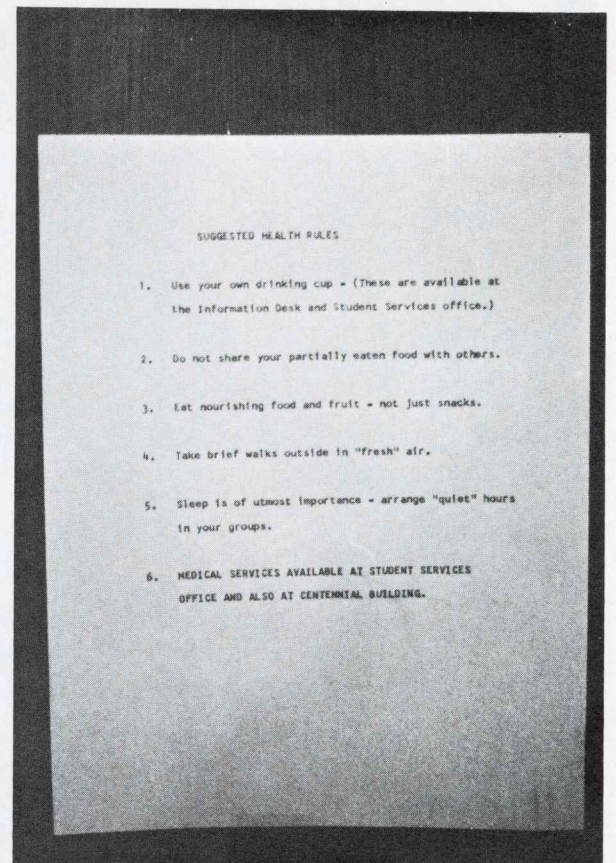 SUGGESTED HEALTH RULES
1. Use your own drinking cup - (These are available at
the Information Desk and Student Services office.)
2. Do not share your partially eaten food with others.
3. Eat nourishing food and fruit - not just snacks.
4. Take brief walks outside in "fresh" air.
5. Sleep is of utmost importance - arrange "quiet" hours
in your groups.
6. MEDICAL SERVICES AVAILABLE AT STUDENT SERVICES
OFFICE AND ALSO AT CENTENNIAL BUILDING.